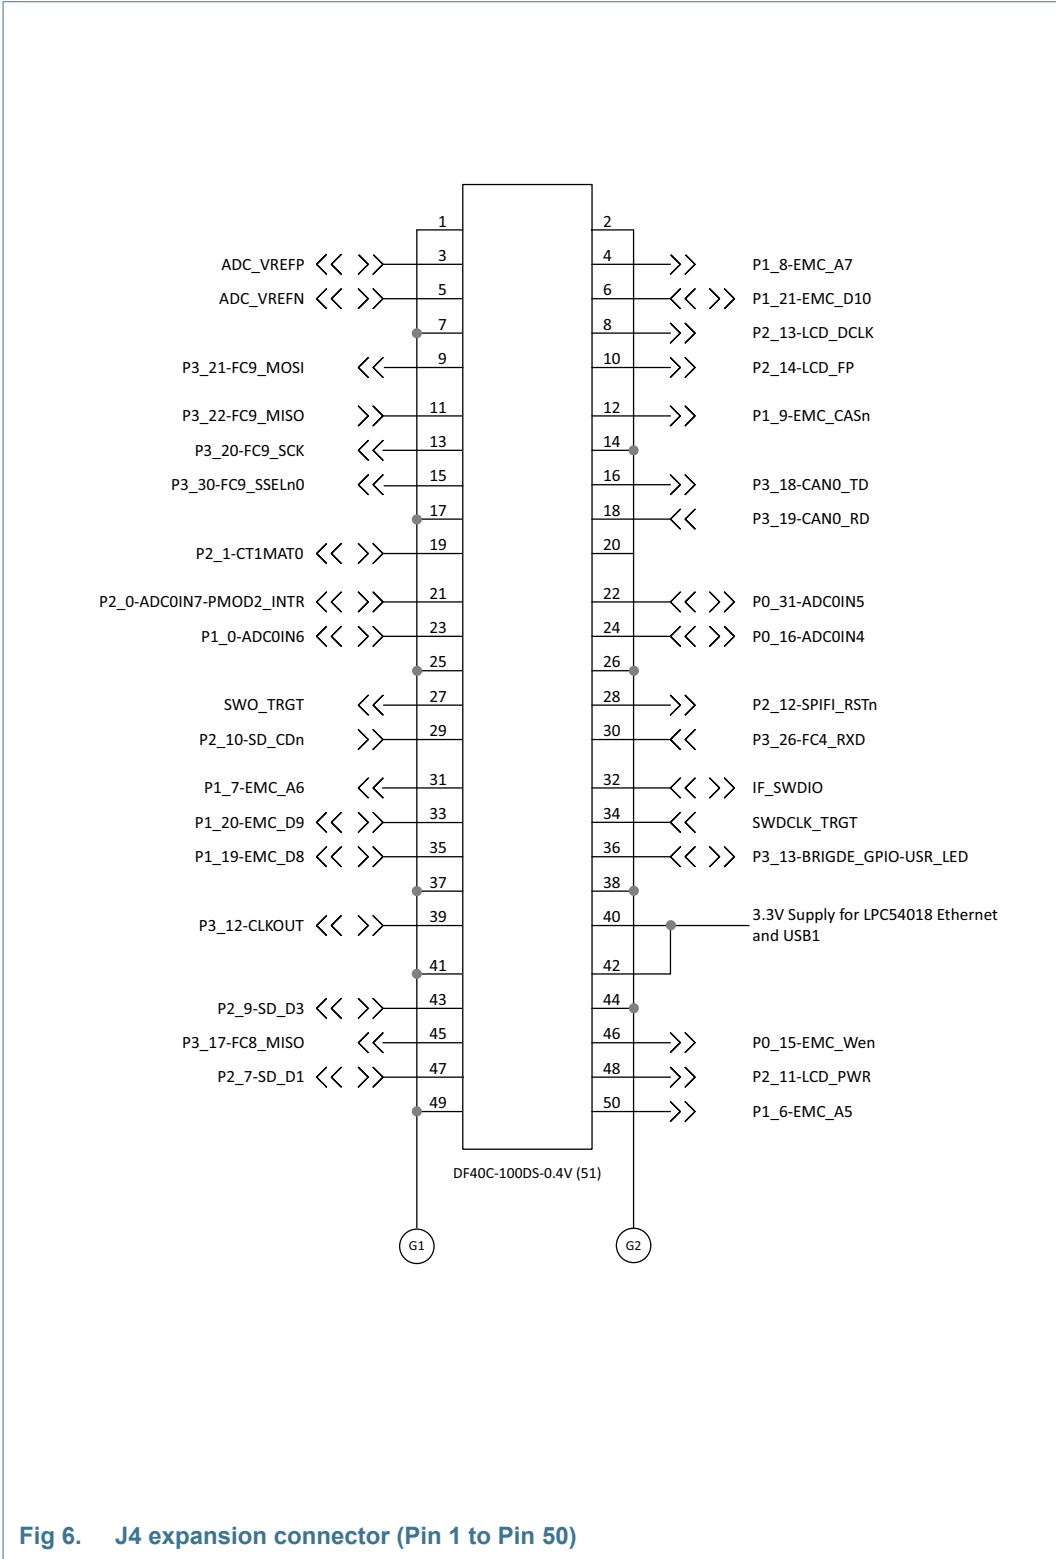 1 2
ADC_VREFP 3 4 P1_8-EMC_A7
ADC_VREFN 5 6 P1_21-EMC_D10
7 8 P2_13-LCD_DCLK
P3_21-FC9_MOSI 9 10 P2_14-LCD_FP
P3_22-FC9_MISO 11 12 P1_9-EMC_CASn
P3_20-FC9_SCK 13 14
P3_30-FC9_SSELn0 15 16 P3_18-CAN0_TD
17 18 P3_19-CAN0_RD
P2_1-CT1MAT0 19 20
P2_0-ADC0IN7-PMOD2_INTR 21 22 P0_31-ADC0IN5
P1_0-ADC0IN6 23 24 P0_16-ADC0IN4
25 26
SWO_TRGT 27 28 P2_12-SPIFI_RSTn
P2_10-SD_CDn 29 30 P3_26-FC4_RXD
P1_7-EMC_A6 31 32 IF_SWDIO
P1_20-EMC_D9 33 34 SWDCLK_TRGT
P1_19-EMC_D8 35 36 P3_13-BRIGDE_GPIO-USR_LED
37 38
P3_12-CLKOUT 39 40 3.3V Supply for LPC54018 Ethernet
and USB1
41 42
P2_9-SD_D3 43 44
P3_17-FC8_MISO 45 46 P0_15-EMC_Wen
P2_7-SD_D1 47 48 P2_11-LCD_PWR
49 50 P1_6-EMC_A5
DF40C-100DS-0.4V (51)
G1 G2
Fig 6. J4 expansion connector (Pin 1 to Pin 50)